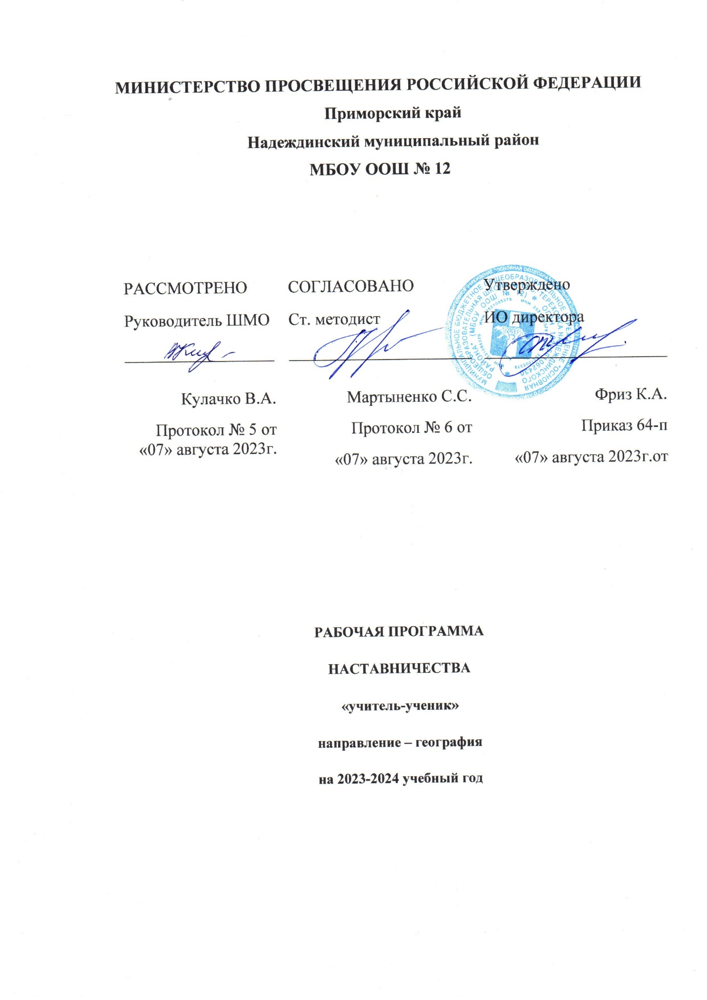 МИНИСТЕРСТВО ПРОСВЕЩЕНИЯ РОССИЙСКОЙ ФЕДЕРАЦИИ
Приморский край
Надеждинский муниципальный район
МБОУ ООШ № 12
РАССМОТРЕНО
Руководитель ШМО
Кулачко В.А.
Протокол № 5 от
«07» августа 2023г.
СОГЛАСОВАНО
Ст. методист
Мартыненко С.С.
Протокол № 6 от
«07» августа 2023г.
Утверждено
ИО директора
Фриз К.А.
Приказ 64-п
«07» августа 2023г.от
РАБОЧАЯ ПРОГРАММА
НАСТАВНИЧЕСТВА
«учитель-ученик»
направление – география
на 2023-2024 учебный год